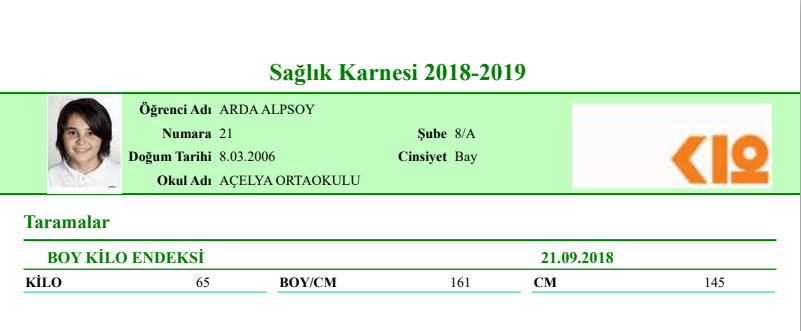 Sağlık Karnesi 2018-2019
Öğrenci Adı ARDA ALPSOY
Numara 21 Şube 8/A
Doğum Tarihi 8.03.2006 Cinsiyet Bay
Okul Adı AÇELYA ORTAOKULU
Taramalar
BOY KİLO ENDEKSİ 21.09.2018
KİLO 65 BOY/CM 161 CM 145